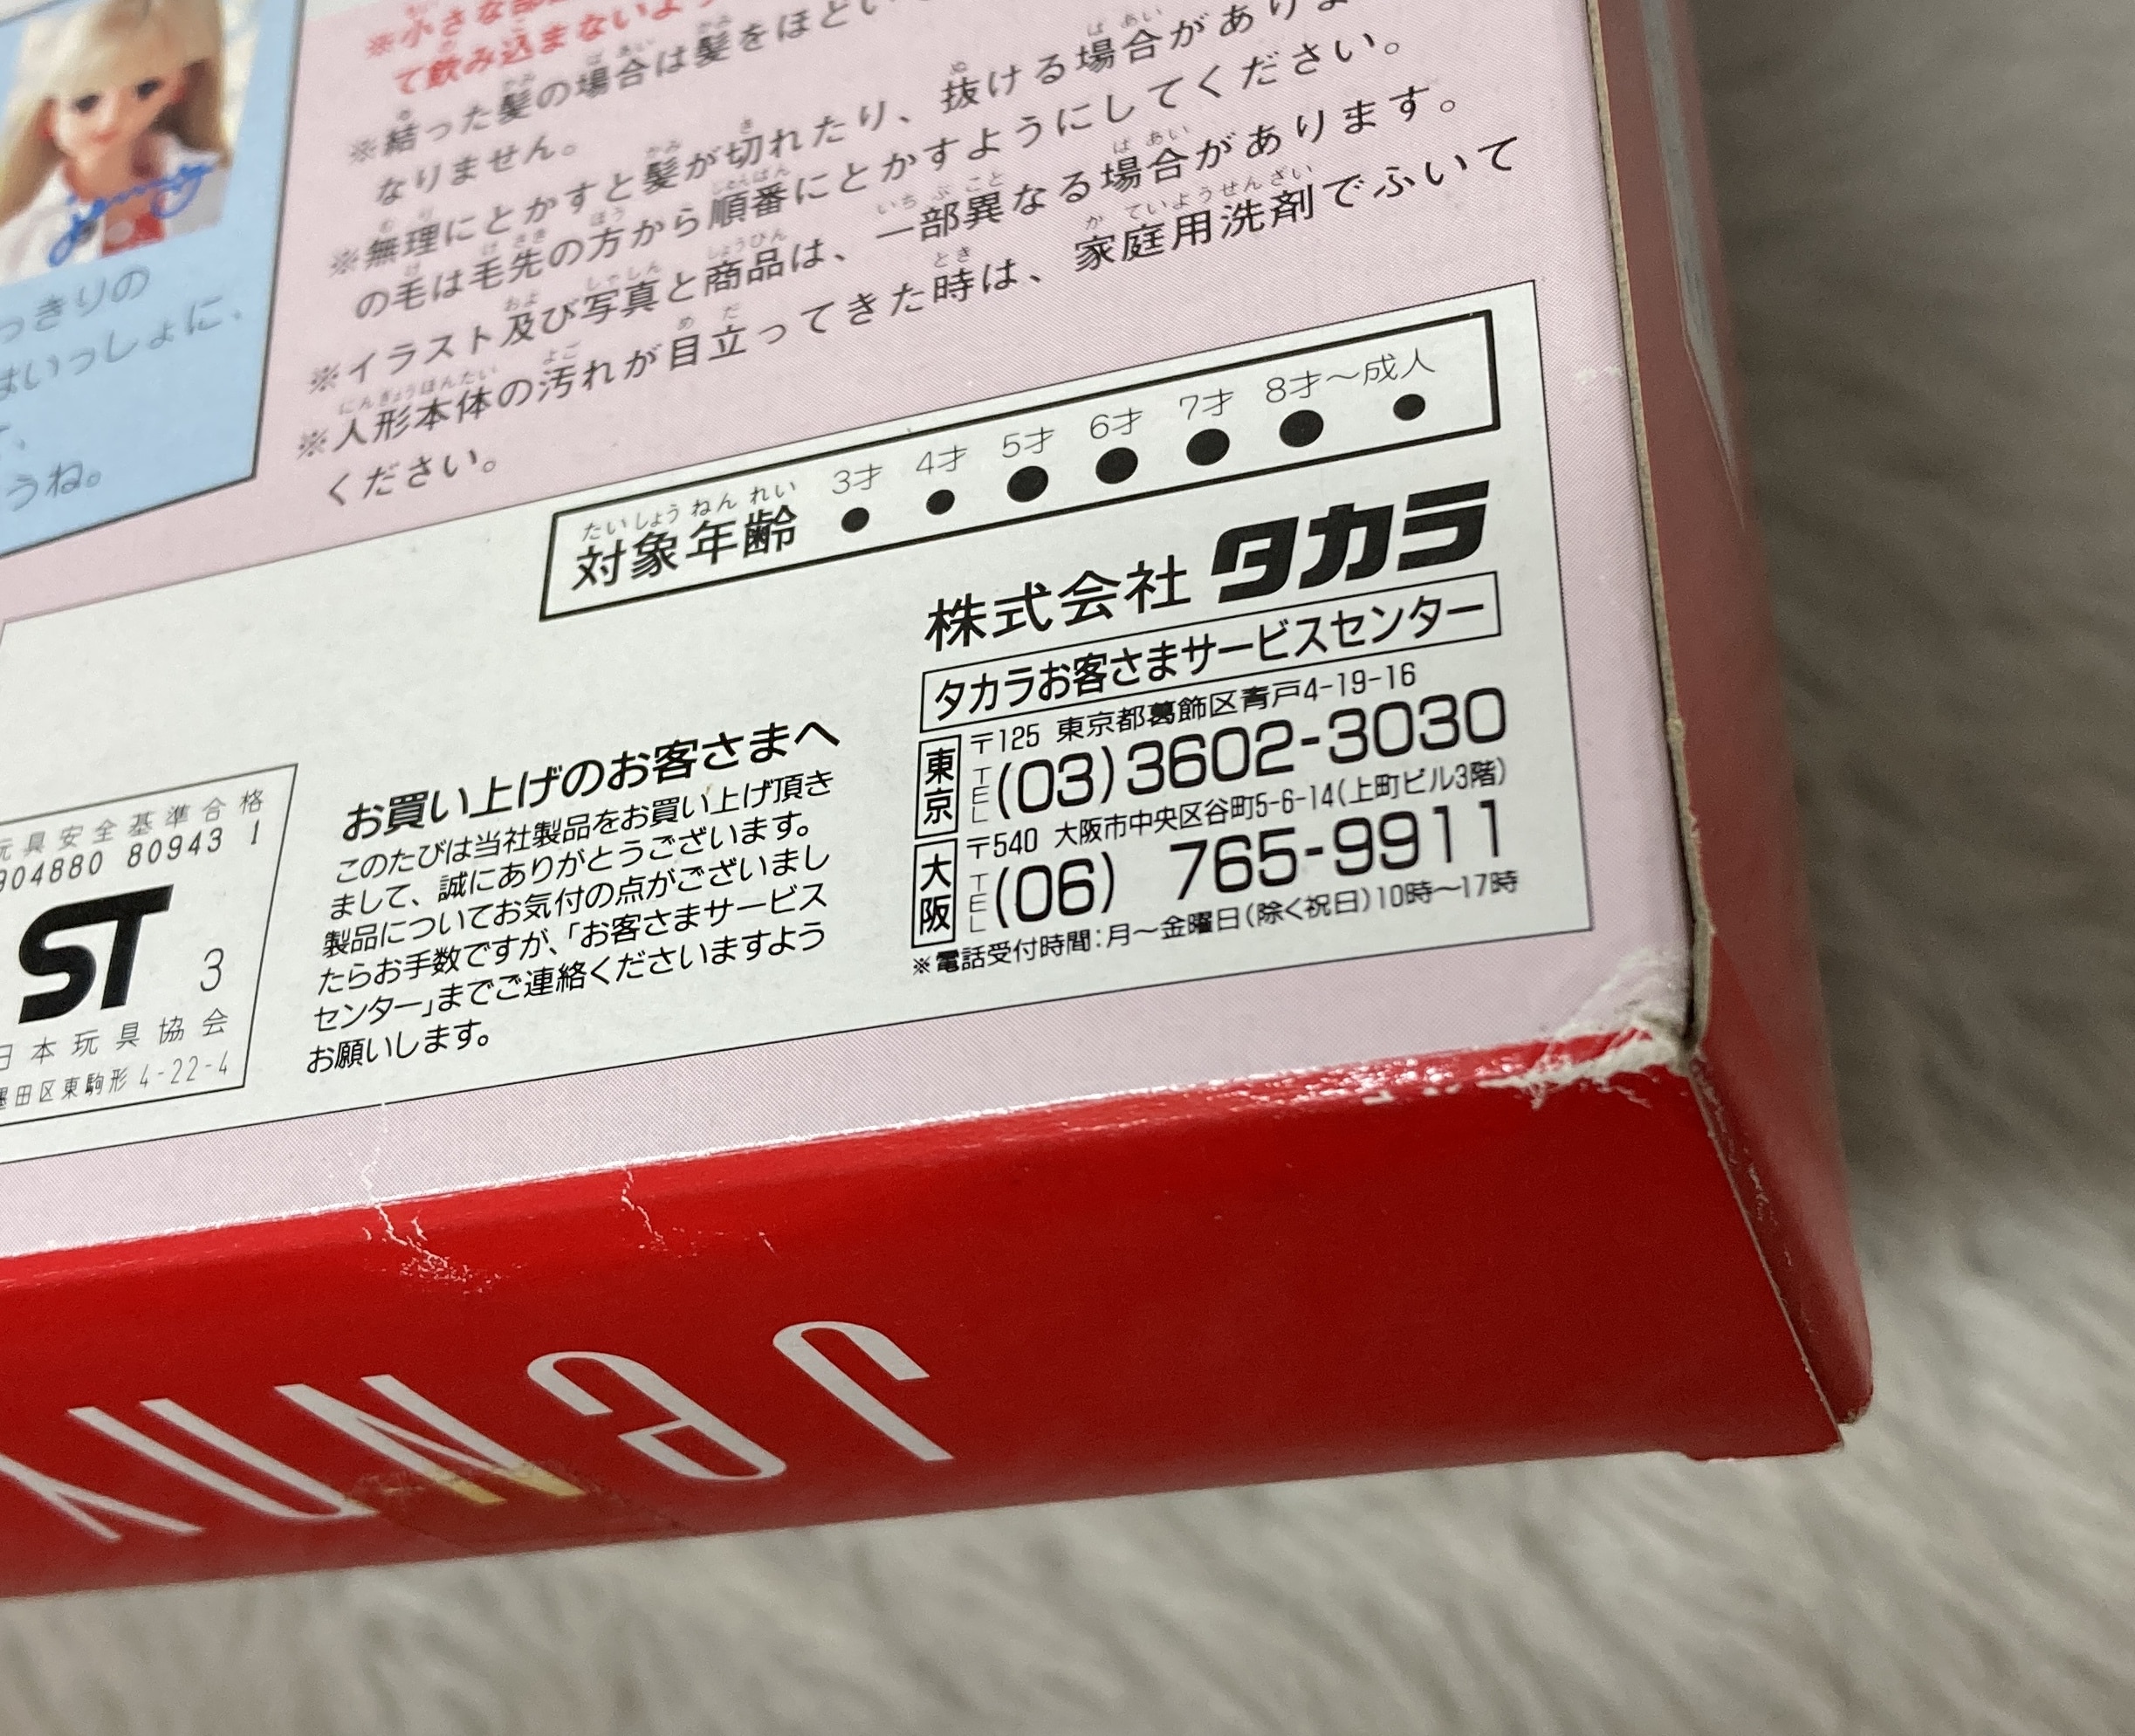 ※小さな
て飲み込まないよう
※結った髪の場合は髪をほどい
なりません。
※無理にとかすと髪が切れたり、抜ける場合がありま
の毛は毛先の方から順番にとかすようにしてください。
※イラスト及び写真と商品は、一部異なる場合があります。
※人形本体の汚れが目立ってきた時は、家庭用洗剤でふいて
ください。
Jenny
っきりの
はいっしょに、
うね。
対象年齢 3才 4才 5才 6才 7才 8才〜成人
株式会社タカラ
タカラお客さまサービスセンター
東京 〒125 東京都葛飾区青戸4-19-16
TEL (03)3602-3030
大阪 〒540 大阪市中央区谷町5-6-14(上町ビル3階)
TEL (06) 765-9911
※電話受付時間:月〜金曜日(除く祝日)10時〜17時
お買い上げのお客さまへ
このたびは当社製品をお買い上げ頂き
まして、誠にありがとうございます。
製品についてお気付の点がございまし
たらお手数ですが、「お客さまサービス
センター」までご連絡くださいますよう
お願いします。
玩具安全基準合格
904880 80943 1
ST 3
日本玩具協会
墨田区東駒形 4-22-4
JeNNY